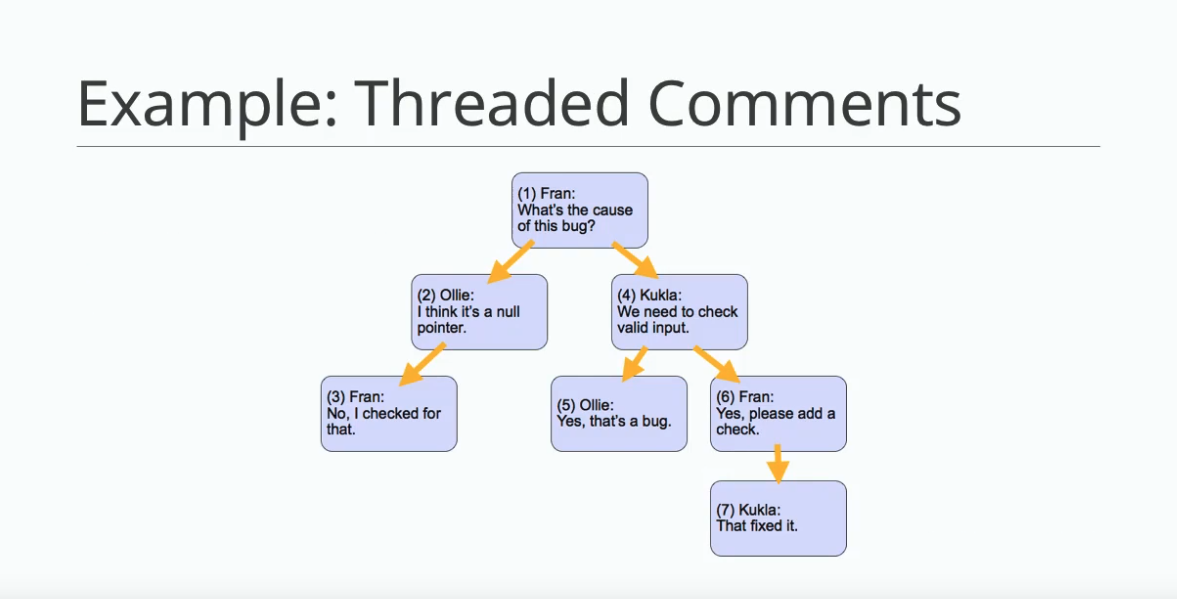 Example: Threaded Comments
(1) Fran:
What's the cause
of this bug?
(2) Ollie:
I think it's a null
pointer.
(4) Kukla:
We need to check
valid input.
(3) Fran:
No, I checked for
that.
(5) Ollie:
Yes, that's a bug.
(6) Fran:
Yes, please add a
check.
(7) Kukla:
That fixed it.